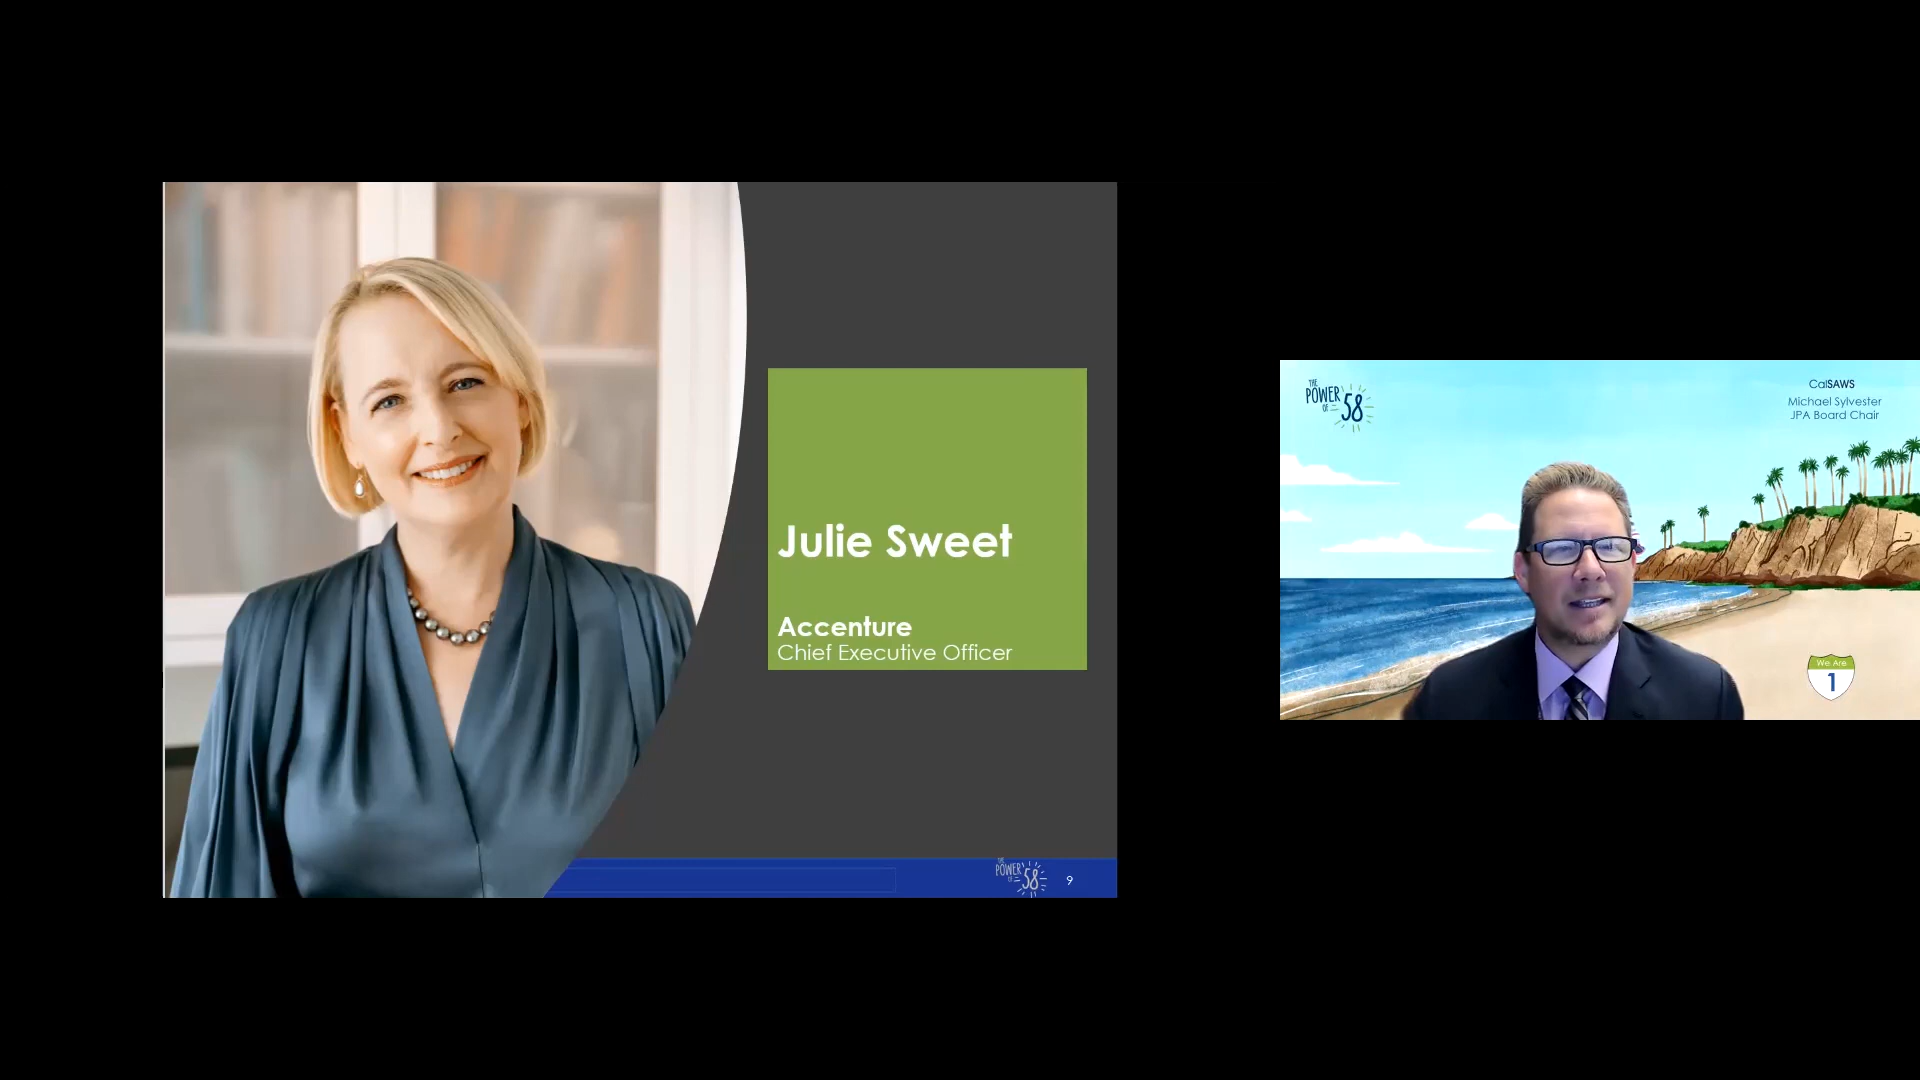 Julie Sweet
Accenture
Chief Executive Officer
THE
POWER
OF 58
9
THE
POWER
OF 58
CalSAWS
Michael Sylvester
JPA Board Chair
We Are
1